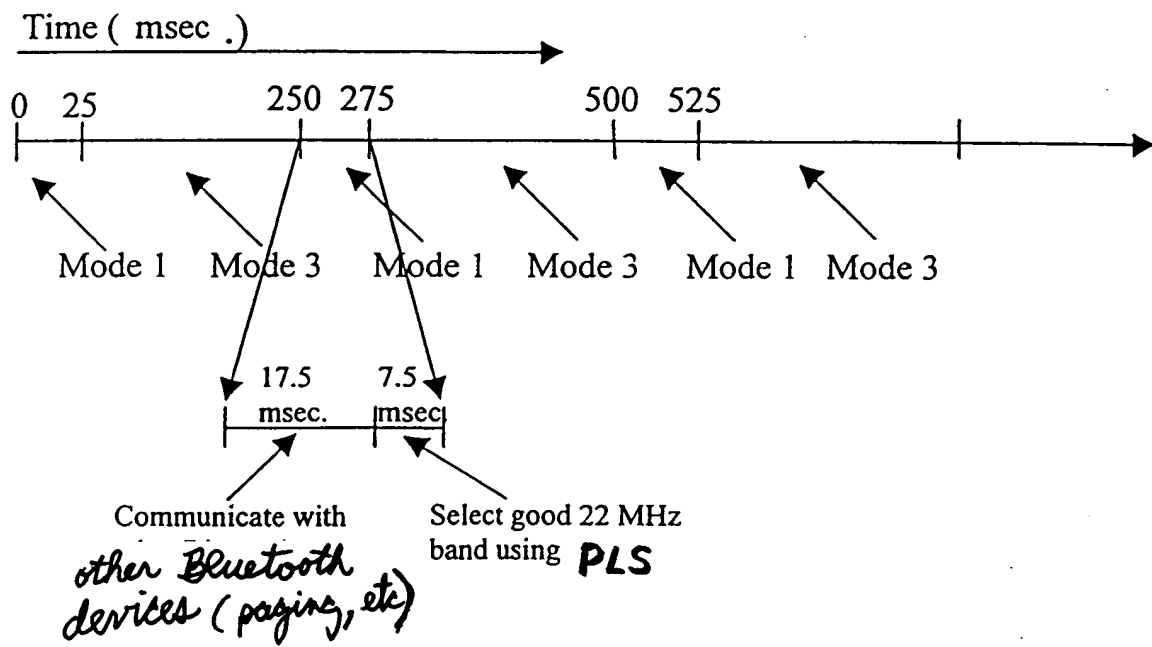 Time ( msec .)
0 25 250 275 500 525
Mode 1 Mode 3 Mode 1 Mode 3 Mode 1 Mode 3
17.5 7.5
msec. msec
Communicate with Select good 22 MHz
other Bluetooth band using PLS
devices (paging, etc)